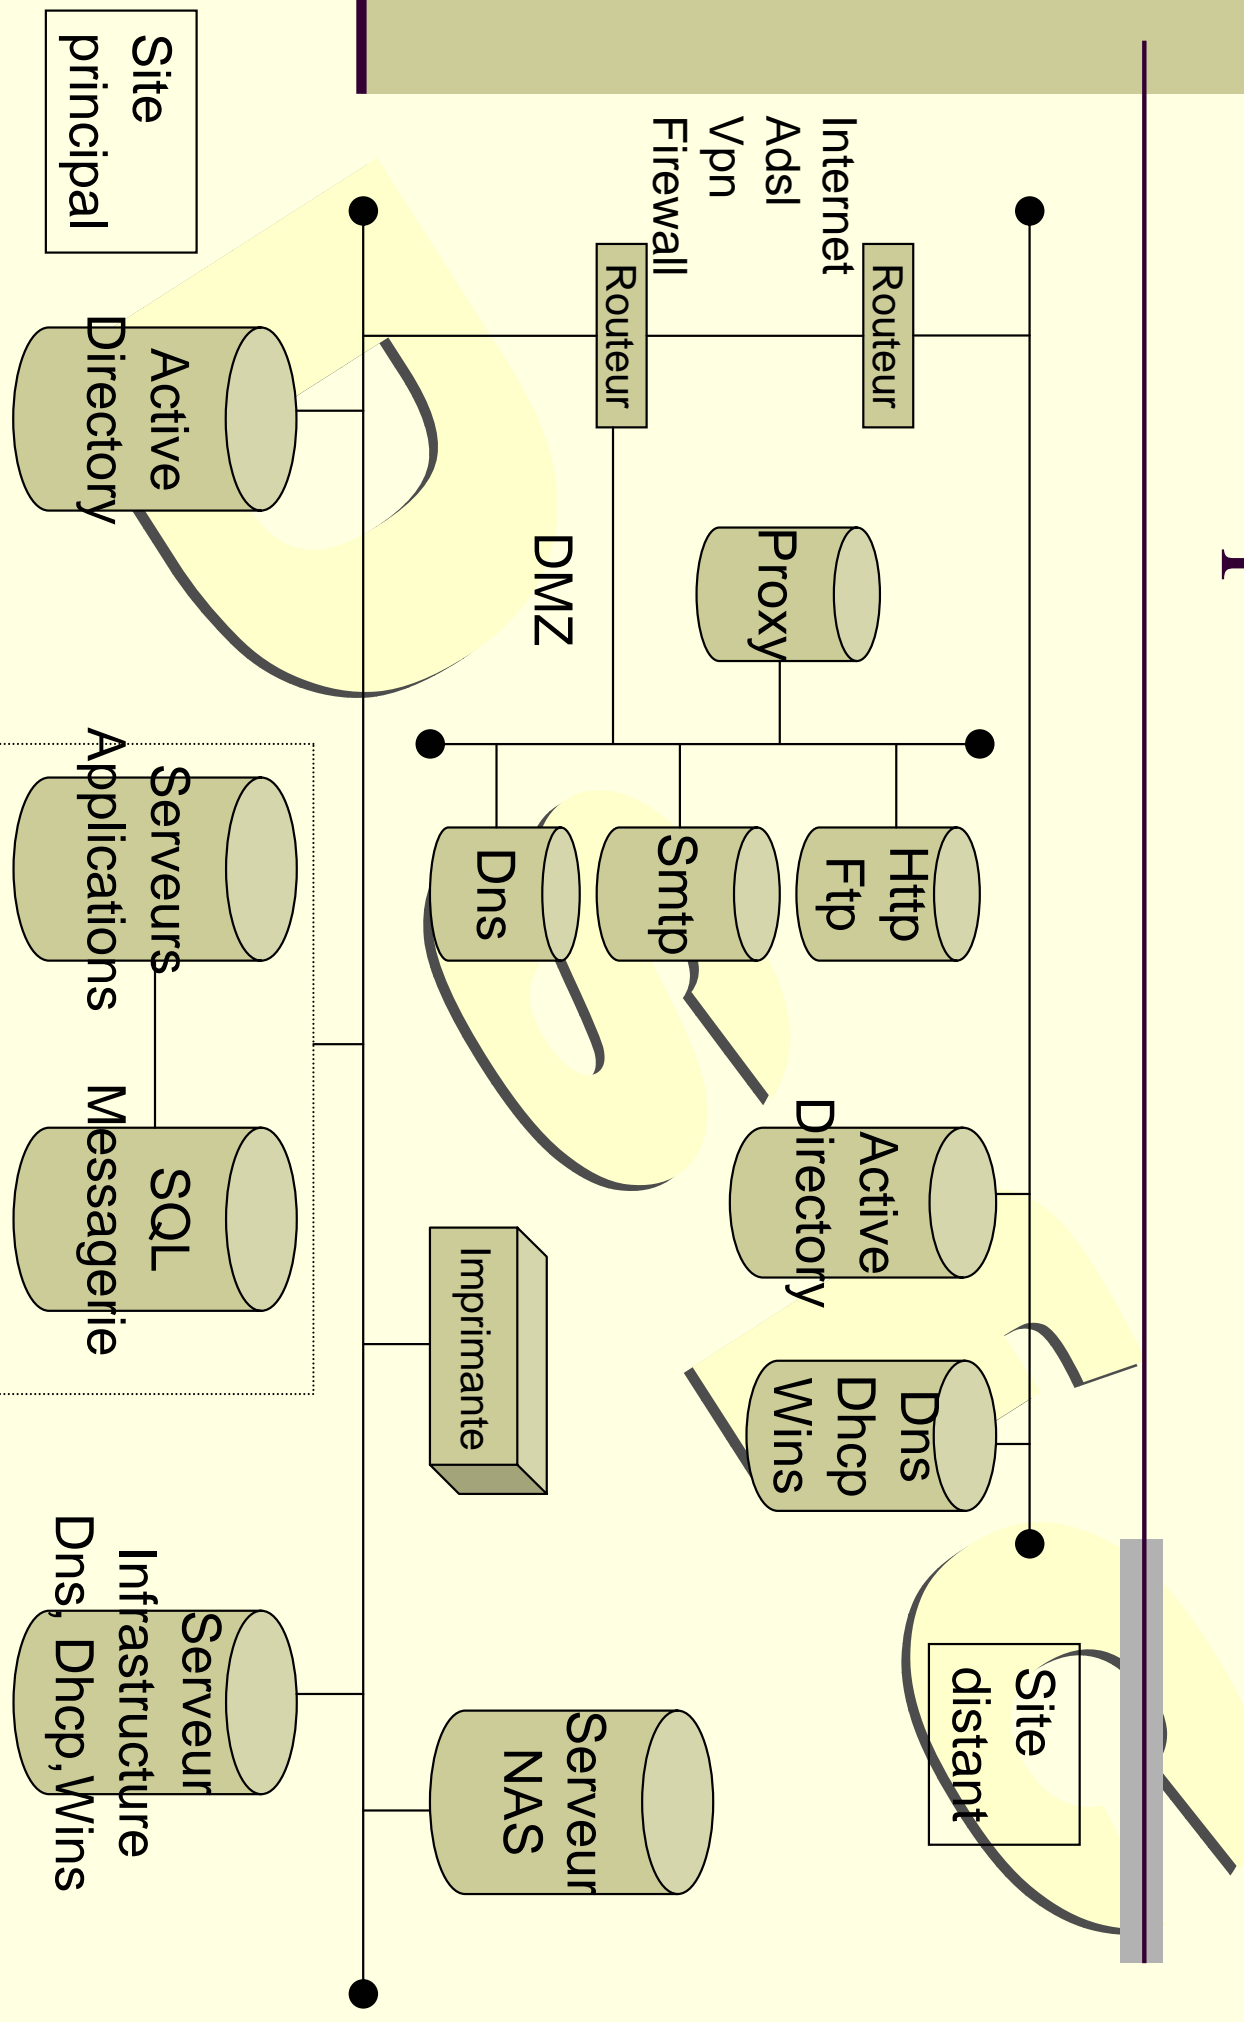 Site
distant
Active
Directory
Dns
Dhcp
Wins
Routeur
Internet
Adsl
Vpn
Firewall
Routeur
Proxy
Http
Ftp
Smtp
Dns
DMZ
Imprimante
Serveur
NAS
Site
principal
Active
Directory
Serveurs
Applications
SQL
Messagerie
Serveur
Infrastructure
Dns, Dhcp,Wins